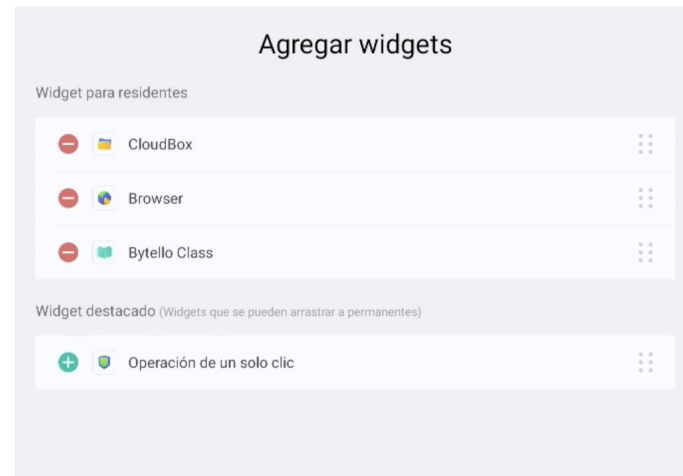 Agregar widgets
Widget para residentes
CloudBox
Browser
Bytello Class
Widget destacado (Widgets que se pueden arrastrar a permanentes)
Operación de un solo clic